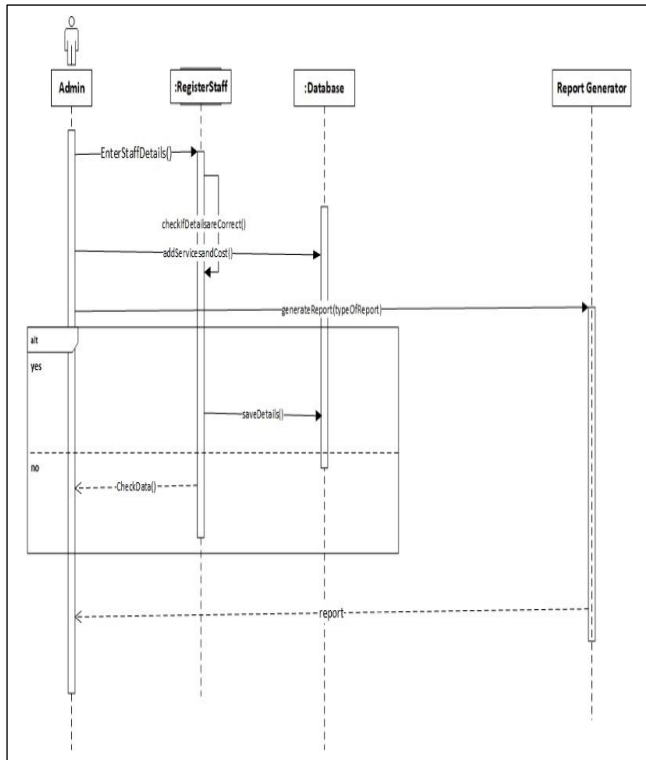 Admin
:RegisterStaff
:Database
Report Generator
EnterStaffDetails()
checkIfDetailsareCorrect()
addServicesandCost()
generateReport(typeOfReport)
alt
yes
saveDetails()
no
CheckData()
report